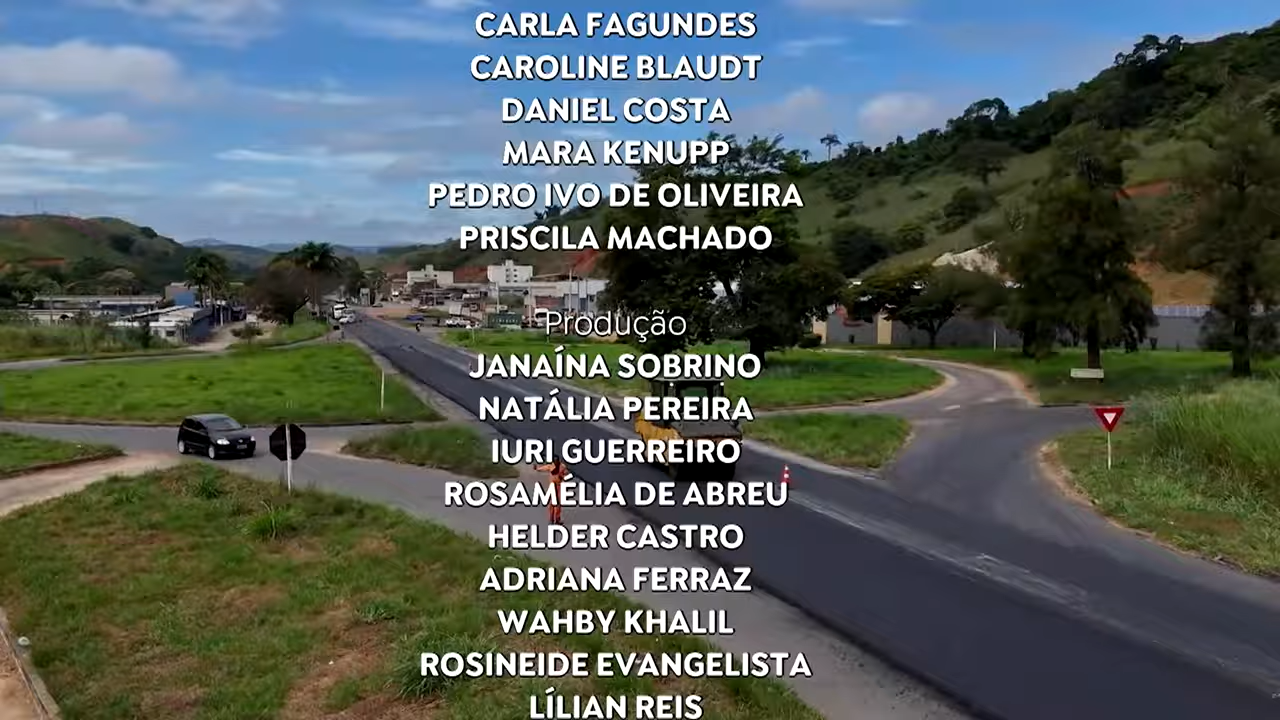 CARLA FAGUNDES
CAROLINE BLAUDT
DANIEL COSTA
MARA KENUPP
PEDRO IVO DE OLIVEIRA
PRISCILA MACHADO
Produção
JANAÍNA SOBRINO
NATÁLIA PEREIRA
IURI GUERREIRO
ROSAMÉLIA DE ABREU
HELDER CASTRO
ADRIANA FERRAZ
WAHBY KHALIL
ROSINEIDE EVANGELISTA
LÍLIAN REIS